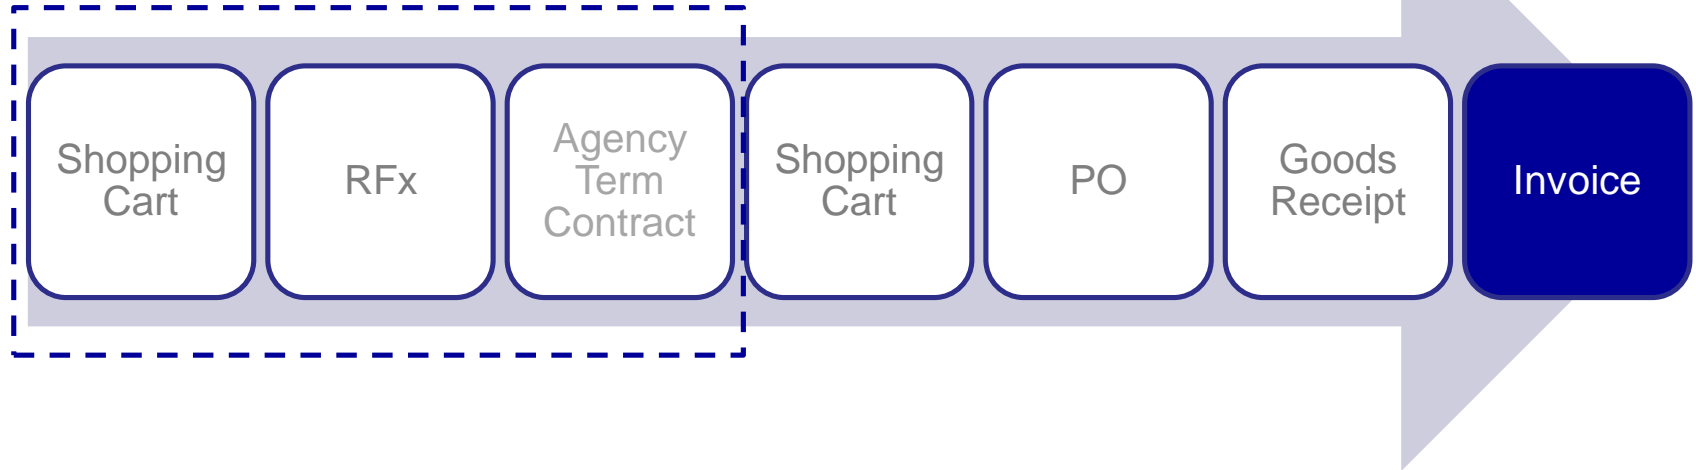 Shopping
Cart
RFx
Agency
Term
Contract
Shopping
Cart
PO
Goods
Receipt
Invoice